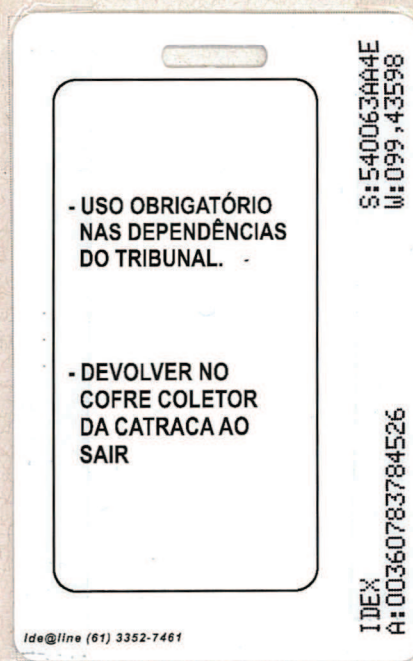 - USO OBRIGATÓRIO
NAS DEPENDÊNCIAS
DO TRIBUNAL.
- DEVOLVER NO
COFRE COLETOR
DA CATRACA AO
SAIR
Ide@line (61) 3352-7461
S:540063AA4E
W:099,43598
IDEX
A:00360783784526